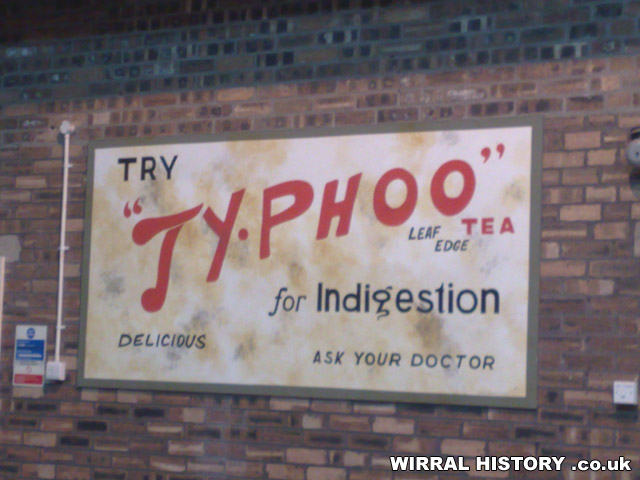 TRY
"TY·PHOO"
LEAF EDGE TEA
for Indigestion
DELICIOUS
ASK YOUR DOCTOR
WIRRAL HISTORY .co.uk